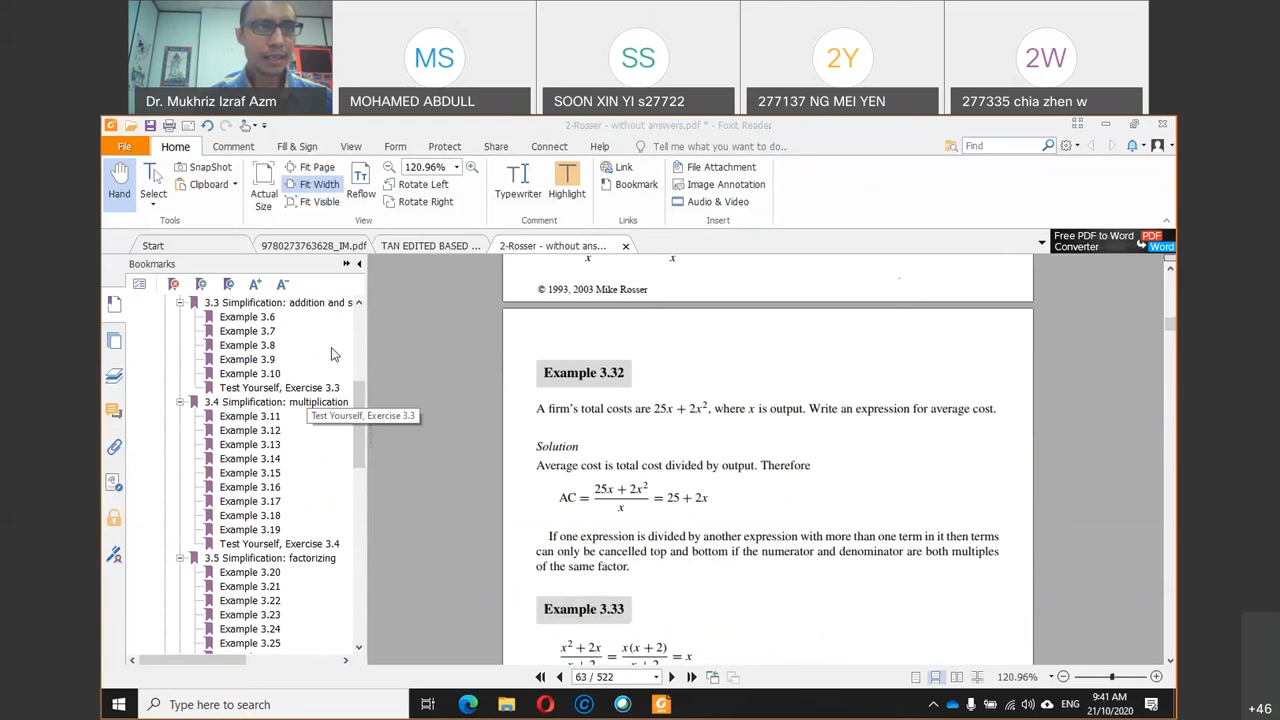 MS
SS
2Y
2W
Dr. Mukhriz Izraf Azm
MOHAMED ABDULL
SOON XIN YI s27722
277137 NG MEI YEN
277335 chia zhen w
2-Rosser - without answers.pdf * - Foxit Reader
File
Home
Comment
Fill & Sign
View
Form
Protect
Share
Connect
Help
Tell me what you want to do..
Find
Hand
Select
SnapShot
Clipboard
Tools
Actual Size
Fit Page
Fit Width
Fit Visible
Reflow
120.96%
Rotate Left
Rotate Right
View
Typewriter
Highlight
Comment
Link
Bookmark
Links
File Attachment
Image Annotation
Audio & Video
Insert
Start
9780273763628_IM.pdf
TAN EDITED BASED ...
2-Rosser - without ans...
Free PDF to Word
Converter
PDF
Word
Bookmarks
3.3 Simplification: addition and s
Example 3.6
Example 3.7
Example 3.8
Example 3.9
Example 3.10
Test Yourself, Exercise 3.3
3.4 Simplification: multiplication
Test Yourself, Exercise 3.3
Example 3.11
Example 3.12
Example 3.13
Example 3.14
Example 3.15
Example 3.16
Example 3.17
Example 3.18
Example 3.19
Test Yourself, Exercise 3.4
3.5 Simplification: factorizing
Example 3.20
Example 3.21
Example 3.22
Example 3.23
Example 3.24
Example 3.25
x x
© 1993, 2003 Mike Rosser
Example 3.32
A firm's total costs are 25x + 2x², where x is output. Write an expression for average cost.
Solution
Average cost is total cost divided by output. Therefore
AC = (25x + 2x²)/x = 25 + 2x
If one expression is divided by another expression with more than one term in it then terms
can only be cancelled top and bottom if the numerator and denominator are both multiples
of the same factor.
Example 3.33
(x² + 2x)/(x + 2) = x(x + 2)/(x + 2) = x
63 / 522
120.96%
Type here to search
ENG
9:41 AM
21/10/2020
+46